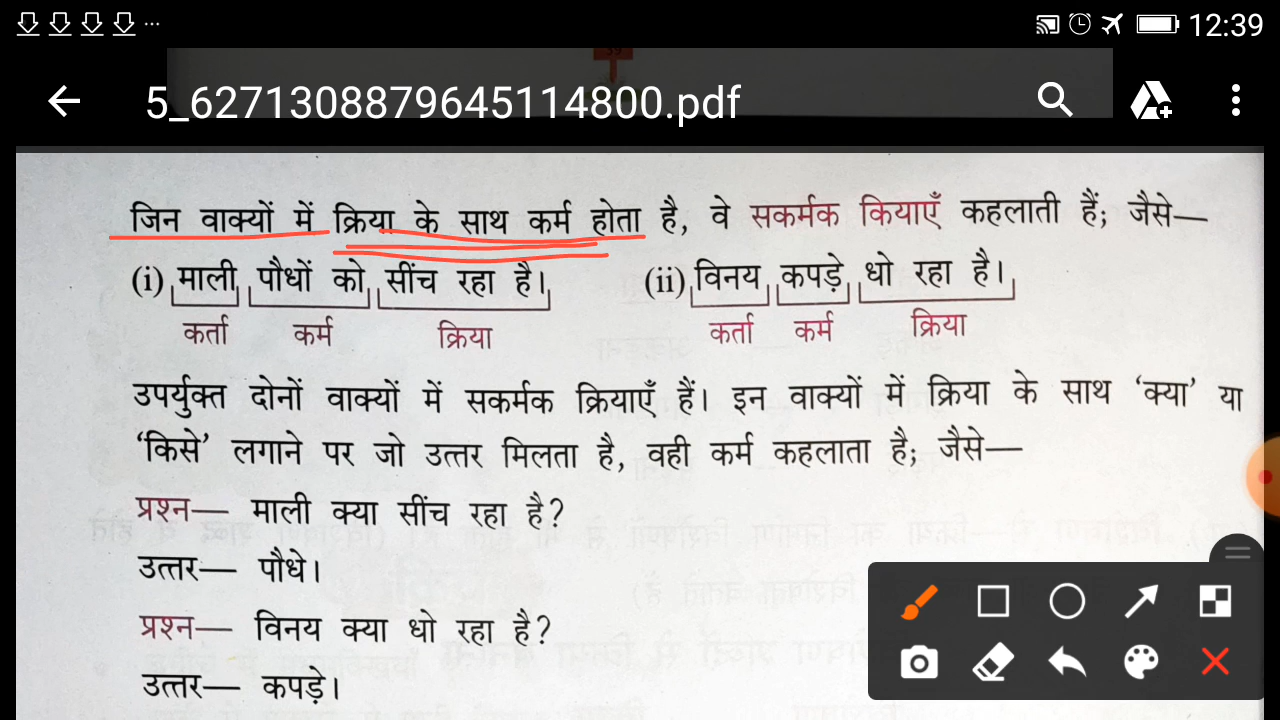 12:39
5_6271308879645114800.pdf
जिन वाक्यों में क्रिया के साथ कर्म होता है, वे सकर्मक कियाएँ कहलाती हैं; जैसे—
(i) माली पौधों को सींच रहा है। (ii) विनय कपड़े धो रहा है।
कर्ता कर्म क्रिया कर्ता कर्म क्रिया
उपर्युक्त दोनों वाक्यों में सकर्मक क्रियाएँ हैं। इन वाक्यों में क्रिया के साथ ‘क्या’ या
‘किसे’ लगाने पर जो उत्तर मिलता है, वही कर्म कहलाता है; जैसे—
प्रश्न— माली क्या सींच रहा है?
उत्तर— पौधे।
प्रश्न— विनय क्या धो रहा है?
उत्तर— कपड़े।